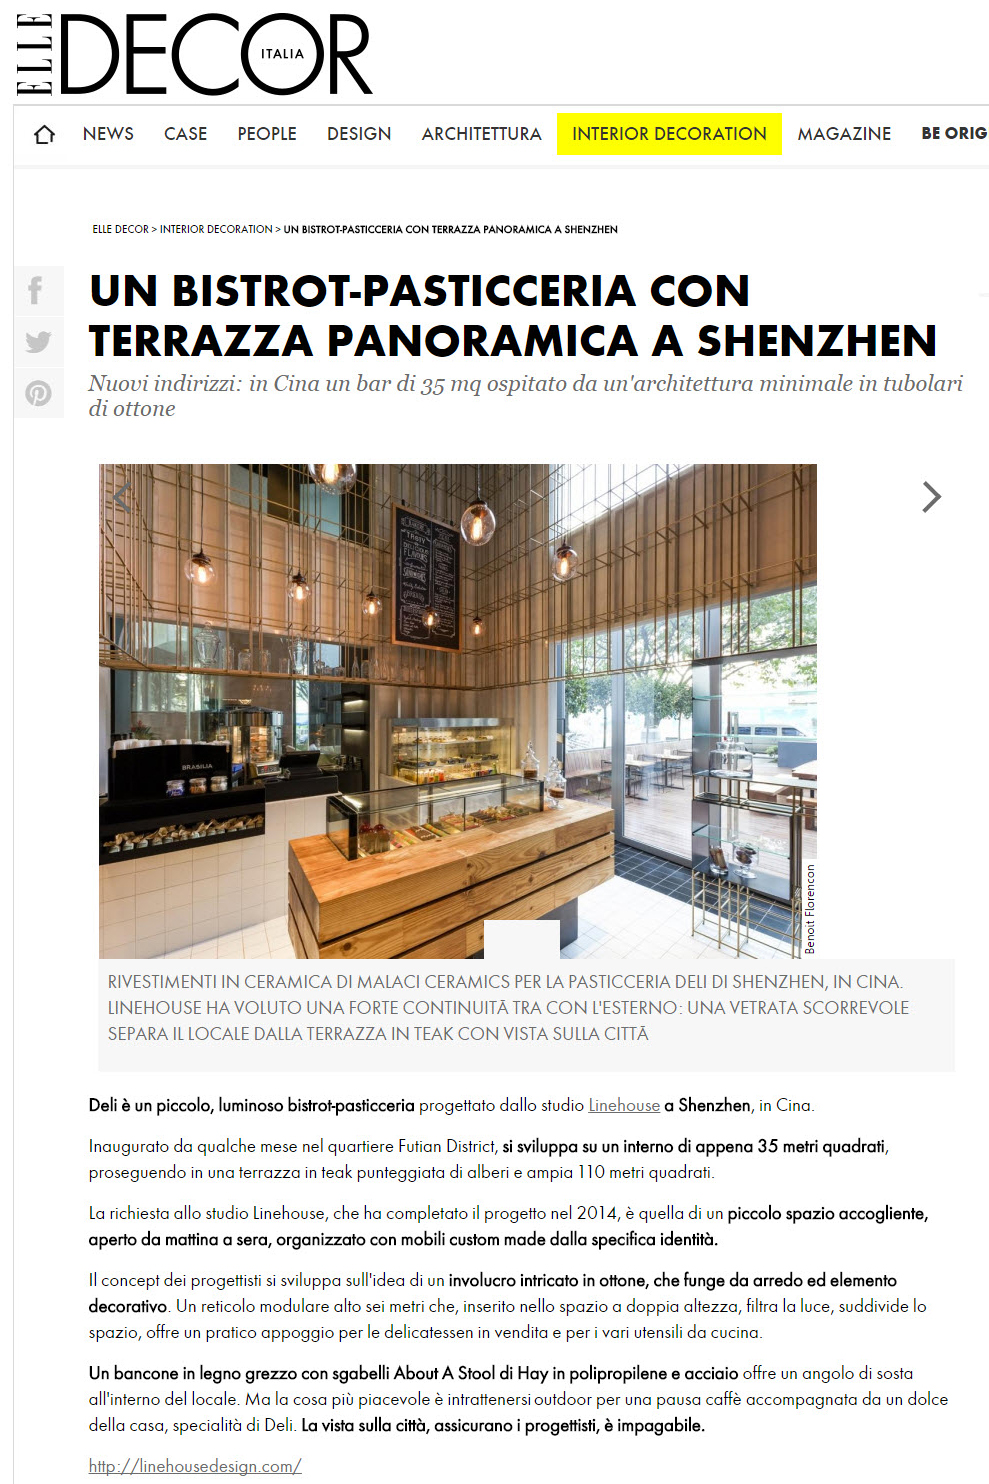 ELLE DECOR ITALIA
NEWS CASE PEOPLE DESIGN ARCHITETTURA INTERIOR DECORATION MAGAZINE BE ORIG
ELLE DECOR > INTERIOR DECORATION > UN BISTROT-PASTICCERIA CON TERRAZZA PANORAMICA A SHENZHEN
UN BISTROT-PASTICCERIA CON
TERRAZZA PANORAMICA A SHENZHEN
Nuovi indirizzi: in Cina un bar di 35 mq ospitato da un'architettura minimale in tubolari
di ottone
TASTY
DELICIOUS
FLAVOURS
BRASILIA
Benoit Florencon
RIVESTIMENTI IN CERAMICA DI MALACI CERAMICS PER LA PASTICCERIA DELI DI SHENZHEN, IN CINA.
LINEHOUSE HA VOLUTO UNA FORTE CONTINUITÃ TRA CON L'ESTERNO: UNA VETRATA SCORREVOLE
SEPARA IL LOCALE DALLA TERRAZZA IN TEAK CON VISTA SULLA CITTÃ
Deli è un piccolo, luminoso bistrot-pasticceria progettato dallo studio Linehouse a Shenzhen, in Cina.
Inaugurato da qualche mese nel quartiere Futian District, si sviluppa su un interno di appena 35 metri quadrati,
proseguendo in una terrazza in teak punteggiata di alberi e ampia 110 metri quadrati.
La richiesta allo studio Linehouse, che ha completato il progetto nel 2014, è quella di un piccolo spazio accogliente,
aperto da mattina a sera, organizzato con mobili custom made dalla specifica identità.
Il concept dei progettisti si sviluppa sull'idea di un involucro intricato in ottone, che funge da arredo ed elemento
decorativo. Un reticolo modulare alto sei metri che, inserito nello spazio a doppia altezza, filtra la luce, suddivide lo
spazio, offre un pratico appoggio per le delicatessen in vendita e per i vari utensili da cucina.
Un bancone in legno grezzo con sgabelli About A Stool di Hay in polipropilene e acciaio offre un angolo di sosta
all'interno del locale. Ma la cosa più piacevole è intrattenersi outdoor per una pausa caffè accompagnata da un dolce
della casa, specialità di Deli. La vista sulla città, assicurano i progettisti, è impagabile.
http://linehousedesign.com/